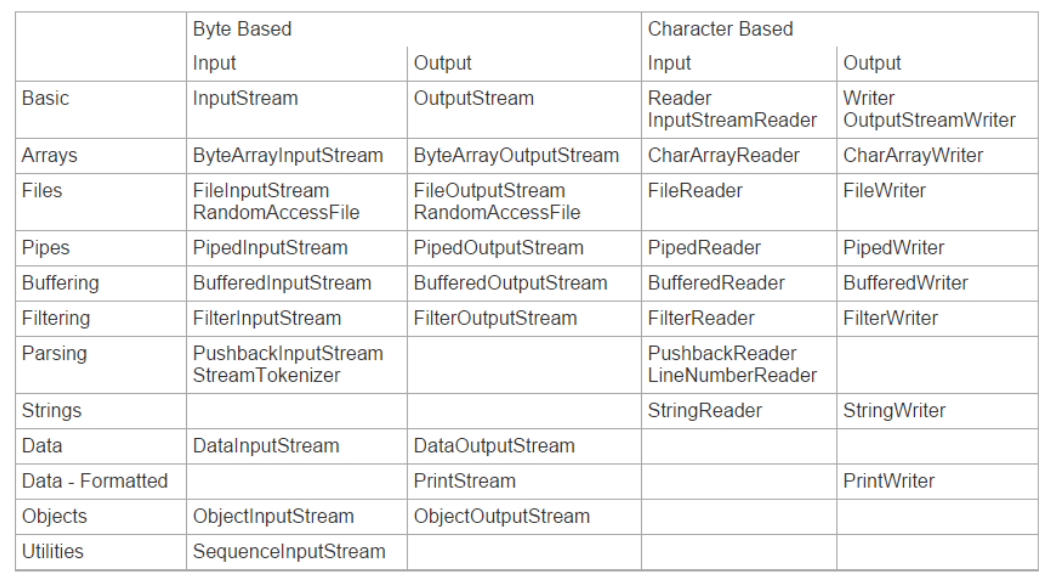 Byte Based Character Based
Input Output Input Output
Basic InputStream OutputStream Reader Writer
InputStreamReader OutputStreamWriter
Arrays ByteArrayInputStream ByteArrayOutputStream CharArrayReader CharArrayWriter
Files FileInputStream FileOutputStream FileReader FileWriter
RandomAccessFile RandomAccessFile
Pipes PipedInputStream PipedOutputStream PipedReader PipedWriter
Buffering BufferedInputStream BufferedOutputStream BufferedReader BufferedWriter
Filtering FilterInputStream FilterOutputStream FilterReader FilterWriter
Parsing PushbackInputStream PushbackReader
StreamTokenizer LineNumberReader
Strings StringReader StringWriter
Data DataInputStream DataOutputStream
Data - Formatted PrintStream PrintWriter
Objects ObjectInputStream ObjectOutputStream
Utilities SequenceInputStream